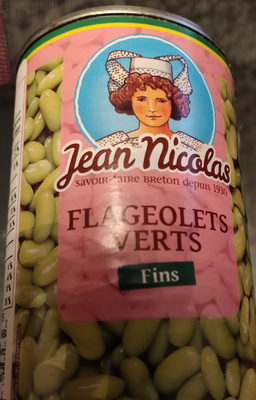 Jean Nicolas
SAVOIR-FAIRE BRETON DEPUIS 1930
FLAGEOLETS
VERTS
Fins